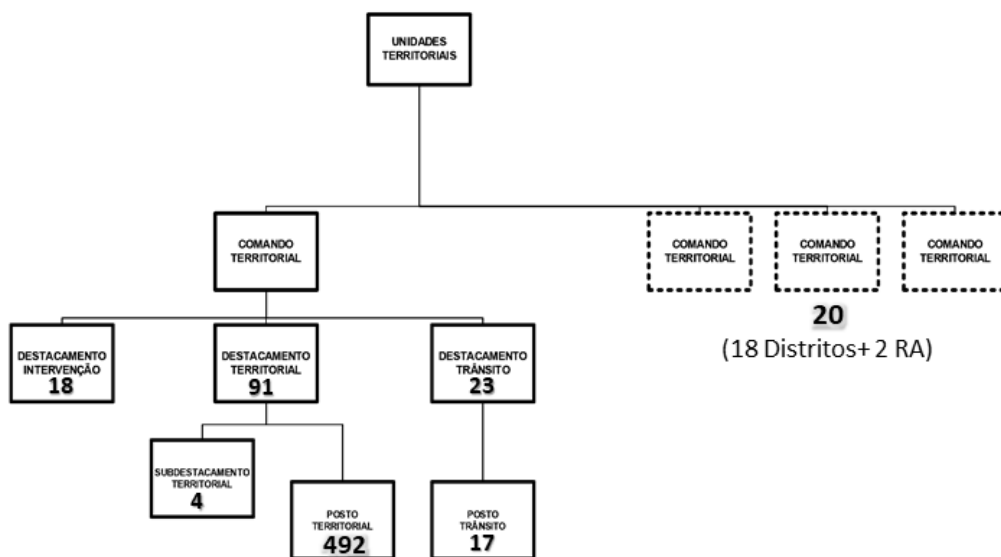 UNIDADES
TERRITORIAIS
COMANDO
TERRITORIAL
COMANDO
TERRITORIAL
COMANDO
TERRITORIAL
COMANDO
TERRITORIAL
20
(18 Distritos+ 2 RA)
DESTACAMENTO
INTERVENÇÃO
18
DESTACAMENTO
TERRITORIAL
91
DESTACAMENTO
TRÂNSITO
23
SUBDESTACAMENTO
TERRITORIAL
4
POSTO
TERRITORIAL
492
POSTO
TRÂNSITO
17